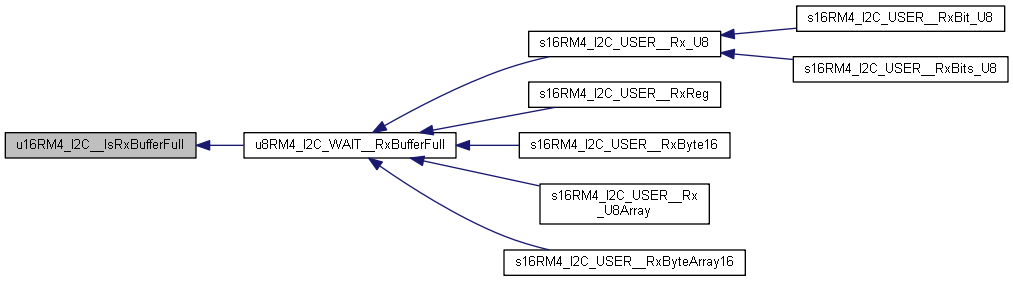 u16RM4_I2C__IsRxBufferFull
u8RM4_I2C_WAIT__RxBufferFull
s16RM4_I2C_USER__Rx_U8
s16RM4_I2C_USER__RxBit_U8
s16RM4_I2C_USER__RxBits_U8
s16RM4_I2C_USER__RxReg
s16RM4_I2C_USER__RxByte16
s16RM4_I2C_USER__Rx
_U8Array
s16RM4_I2C_USER__RxByteArray16